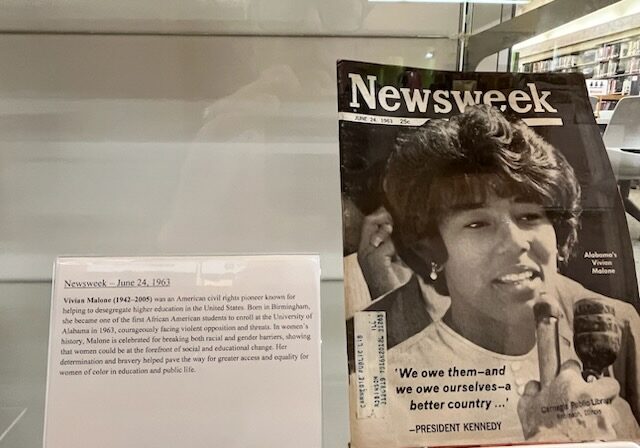 Newsweek – June 24, 1963
Vivian Malone (1942–2005) was an American civil rights pioneer known for
helping to desegregate higher education in the United States. Born in Birmingham,
she became one of the first African American students to enroll at the University of
Alabama in 1963, courageously facing violent opposition and threats. In women's
history, Malone is celebrated for breaking both racial and gender barriers, showing
that women could be at the forefront of social and educational change. Her
determination and bravery helped pave the way for greater access and equality for
women of color in education and public life.
Newsweek
JUNE 24, 1963 25c
Alabama's
Vivian
Malone
CARNEGIE PUBLIC LIB
ROBINSON
'We owe them—and
we owe ourselves—a
better country ...'
—PRESIDENT KENNEDY
Carnegie Public Library
Robinson, Illinois